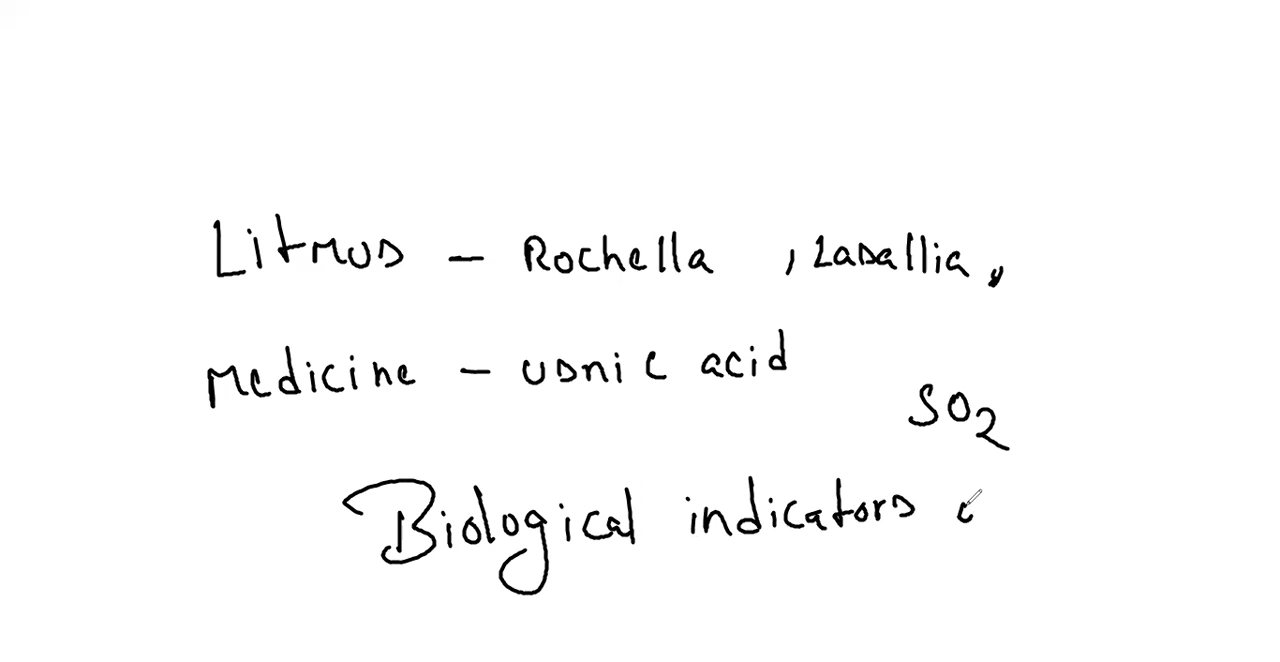 Litmus - Rochella , Lasallia,
medicine - usnic acid
SO2
Biological indicators